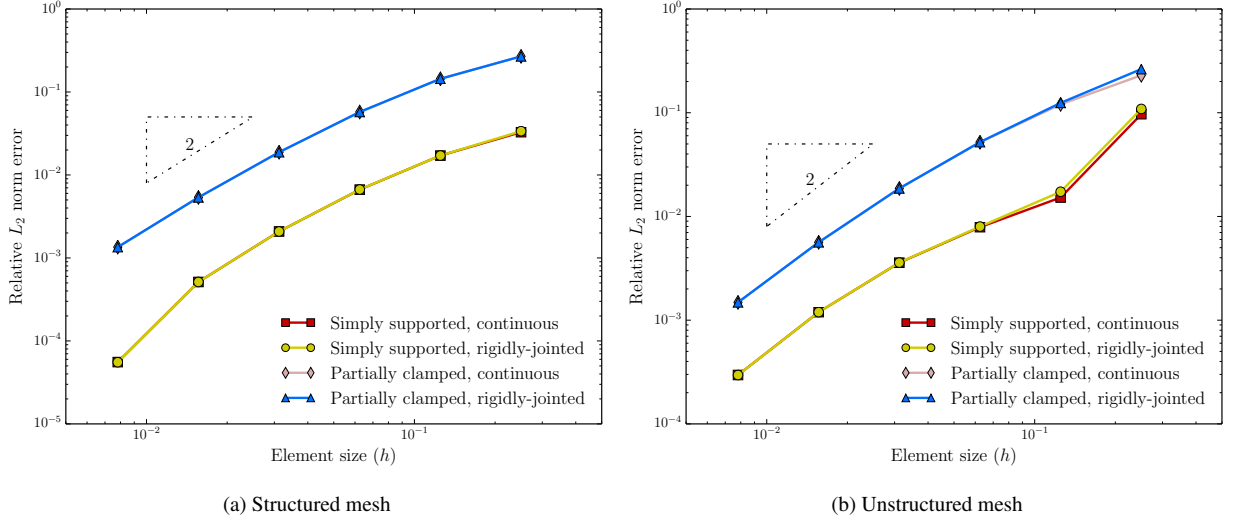 10^0
10^{-1}
10^{-2}
10^{-3}
10^{-4}
10^{-5}
Relative L_2 norm error
2
Simply supported, continuous
Simply supported, rigidly-jointed
Partially clamped, continuous
Partially clamped, rigidly-jointed
10^{-2}
10^{-1}
Element size (h)
(a) Structured mesh
10^0
10^{-1}
10^{-2}
10^{-3}
10^{-4}
Relative L_2 norm error
2
Simply supported, continuous
Simply supported, rigidly-jointed
Partially clamped, continuous
Partially clamped, rigidly-jointed
10^{-2}
10^{-1}
Element size (h)
(b) Unstructured mesh